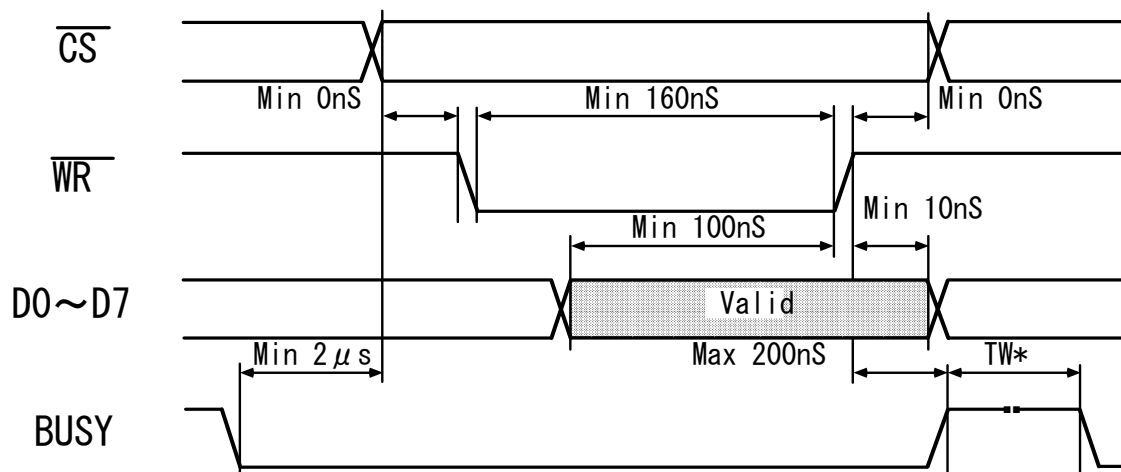 CS
Min 0nS Min 160nS Min 0nS
WR
Min 10nS
Min 100nS
D0～D7 Valid
Min 2μs Max 200nS TW*
BUSY